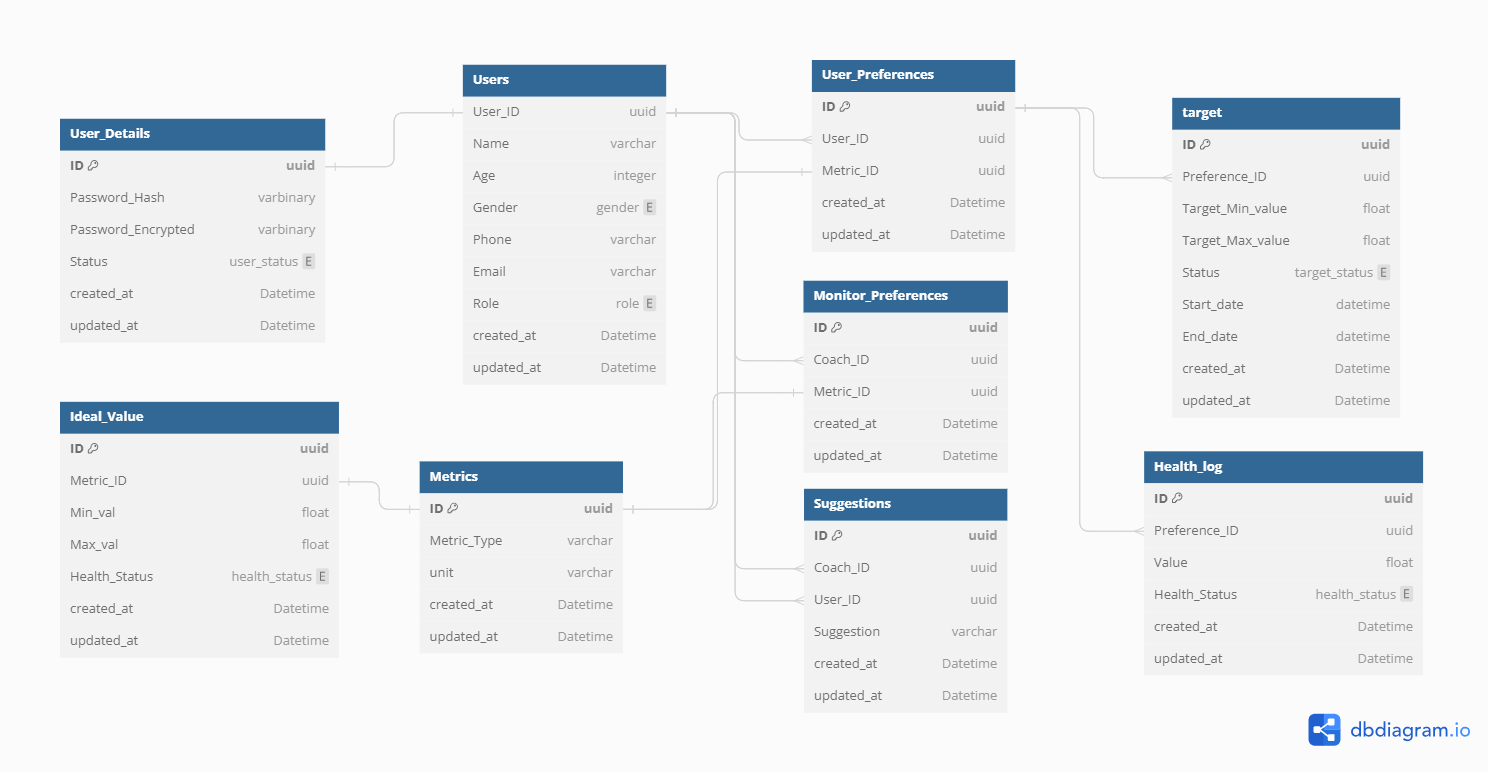 User_Details
ID uuid
Password_Hash varbinary
Password_Encrypted varbinary
Status user_status E
created_at Datetime
updated_at Datetime
Users
User_ID uuid
Name varchar
Age integer
Gender gender E
Phone varchar
Email varchar
Role role E
created_at Datetime
updated_at Datetime
User_Preferences
ID uuid
User_ID uuid
Metric_ID uuid
created_at Datetime
updated_at Datetime
target
ID uuid
Preference_ID uuid
Target_Min_value float
Target_Max_value float
Status target_status E
Start_date datetime
End_date datetime
created_at Datetime
updated_at Datetime
Monitor_Preferences
ID uuid
Coach_ID uuid
Metric_ID uuid
created_at Datetime
updated_at Datetime
Ideal_Value
ID uuid
Metric_ID uuid
Min_val float
Max_val float
Health_Status health_status E
created_at Datetime
updated_at Datetime
Metrics
ID uuid
Metric_Type varchar
unit varchar
created_at Datetime
updated_at Datetime
Suggestions
ID uuid
Coach_ID uuid
User_ID uuid
Suggestion varchar
created_at Datetime
updated_at Datetime
Health_log
ID uuid
Preference_ID uuid
Value float
Health_Status health_status E
created_at Datetime
updated_at Datetime
dbdiagram.io